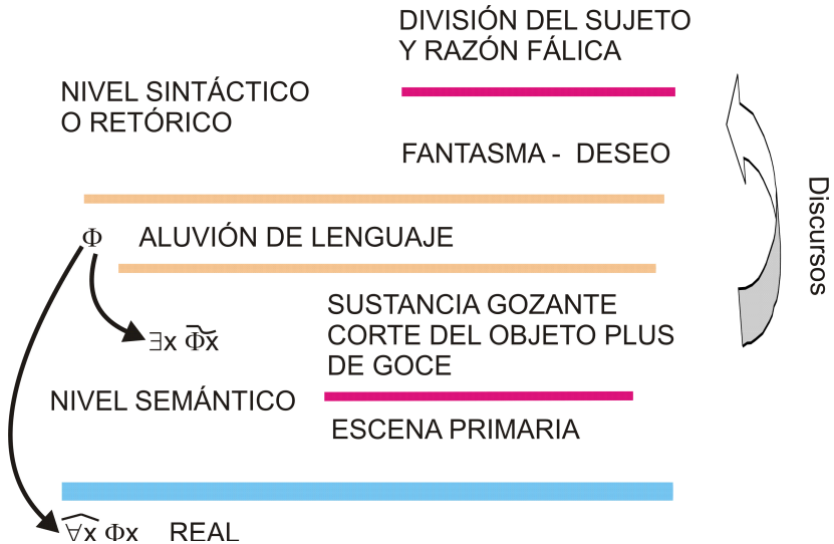 DIVISIÓN DEL SUJETO
Y RAZÓN FÁLICA
NIVEL SINTÁCTICO
O RETÓRICO
FANTASMA - DESEO
Discursos
Φ ALUVIÓN DE LENGUAJE
SUSTANCIA GOZANTE
CORTE DEL OBJETO PLUS
DE GOCE
∃x Φ̃̅x
NIVEL SEMÁNTICO
ESCENA PRIMARIA
∀͡x Φx REAL